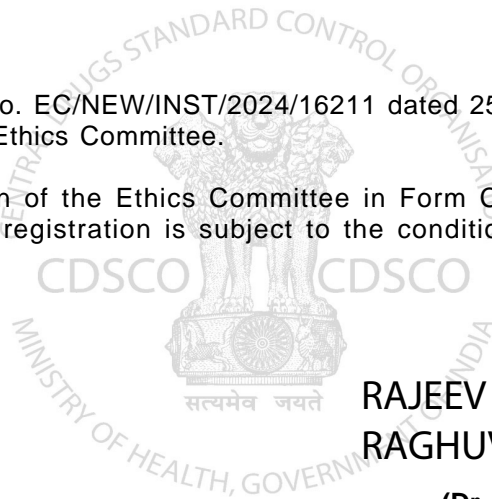 CENTRAL DRUGS STANDARD CONTROL ORGANISATION
o. EC/NEW/INST/2024/16211 dated 25
Ethics Committee.
n of the Ethics Committee in Form C
registration is subject to the conditio
CDSCO CDSCO
सत्यमेव जयते
RAJEEV
RAGHUV
MINISTRY OF HEALTH, GOVERNMENT OF INDIA
(Dr